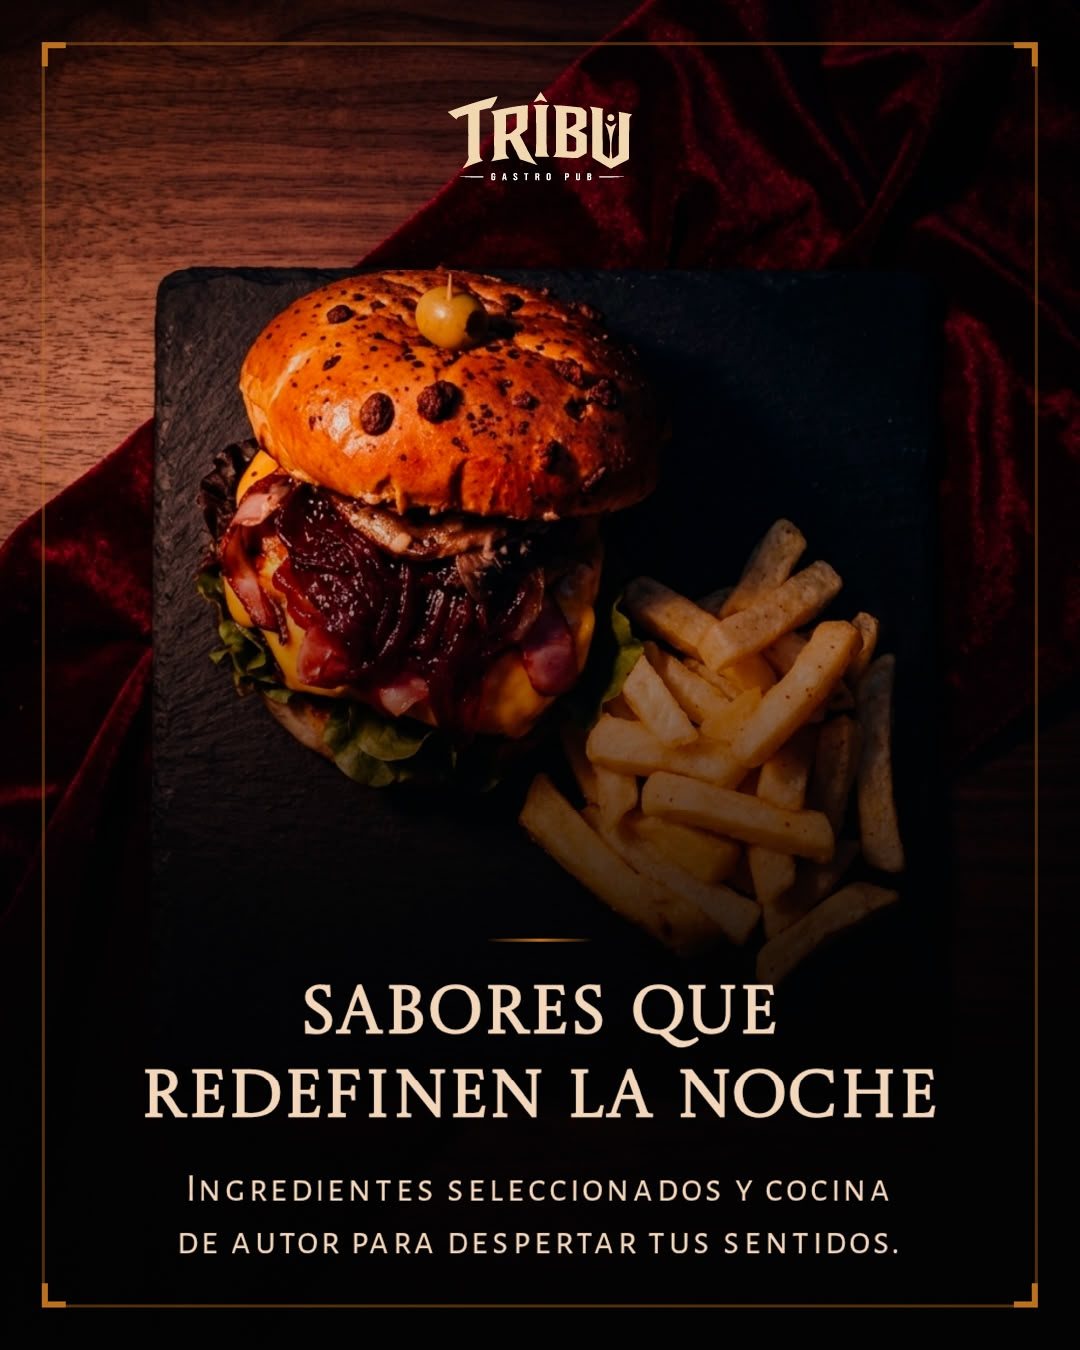 TRIBU
GASTRO PUB
SABORES QUE
REDEFINEN LA NOCHE
INGREDIENTES SELECCIONADOS Y COCINA
DE AUTOR PARA DESPERTAR TUS SENTIDOS.